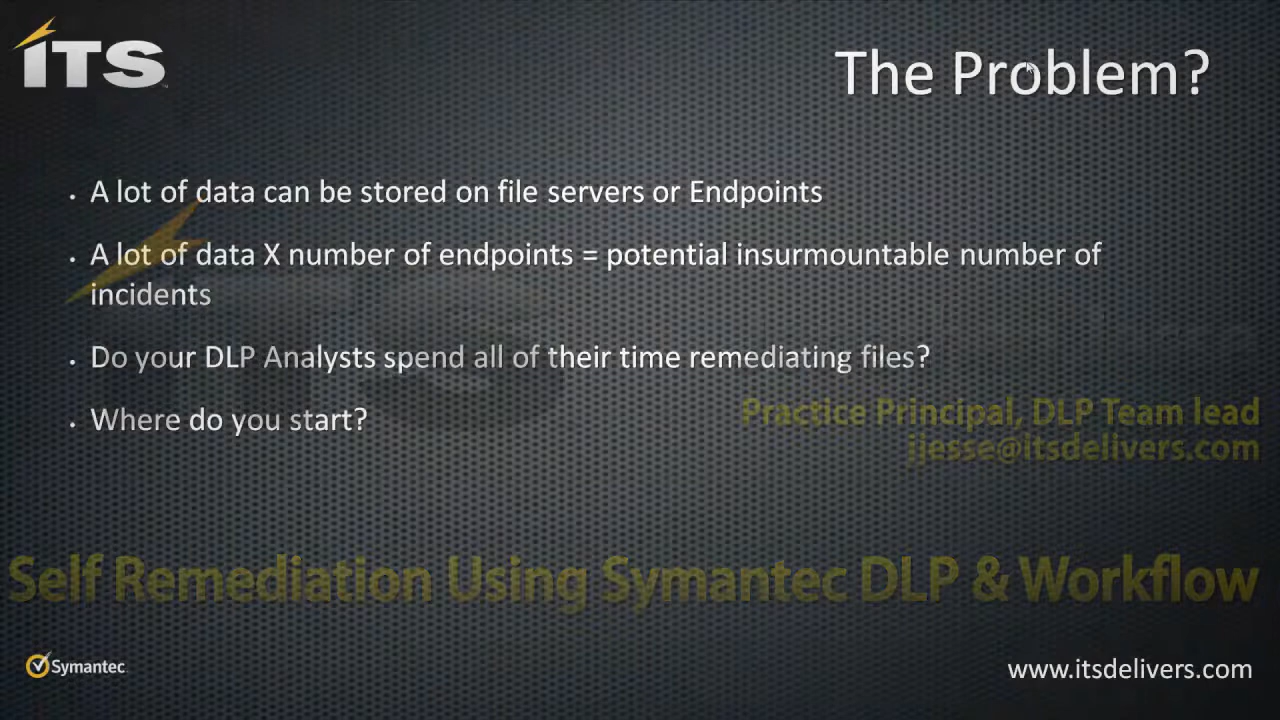 iTS
The Problem?
• A lot of data can be stored on file servers or Endpoints
• A lot of data X number of endpoints = potential insurmountable number of
incidents
• Do your DLP Analysts spend all of their time remediating files?
• Where do you start?
Practice Principal, DLP Team lead
jjesse@itsdelivers.com
Self Remediation Using Symantec DLP & Workflow
Symantec.
www.itsdelivers.com